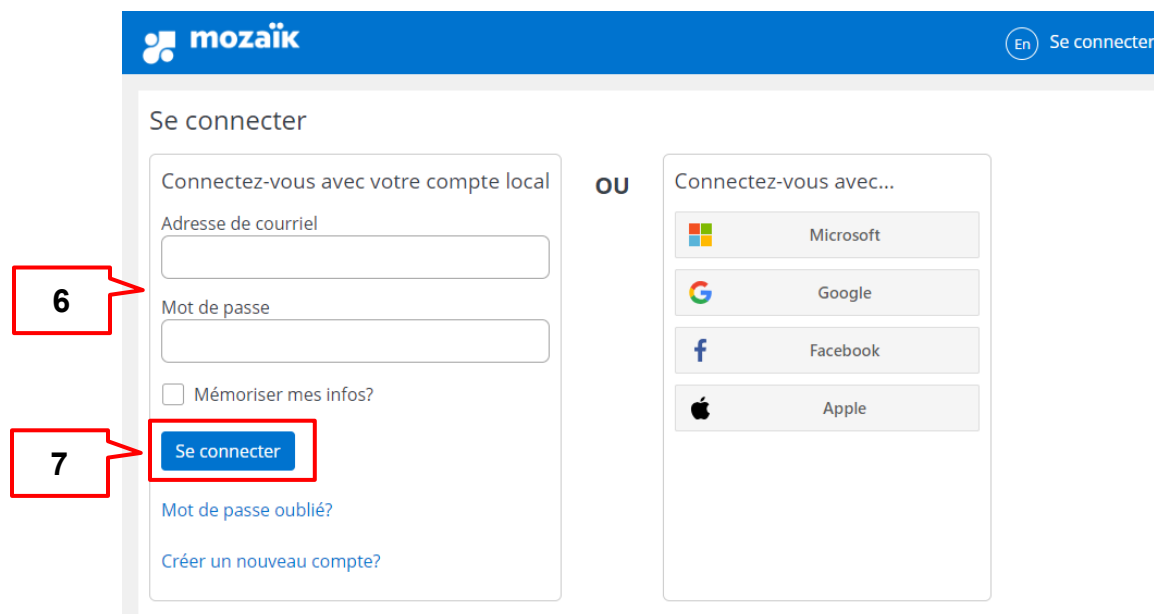 mozaïk
En Se connecter
Se connecter
Connectez-vous avec votre compte local
Adresse de courriel
6
Mot de passe
Mémoriser mes infos?
7
Se connecter
Mot de passe oublié?
Créer un nouveau compte?
OU
Connectez-vous avec...
Microsoft
Google
Facebook
Apple